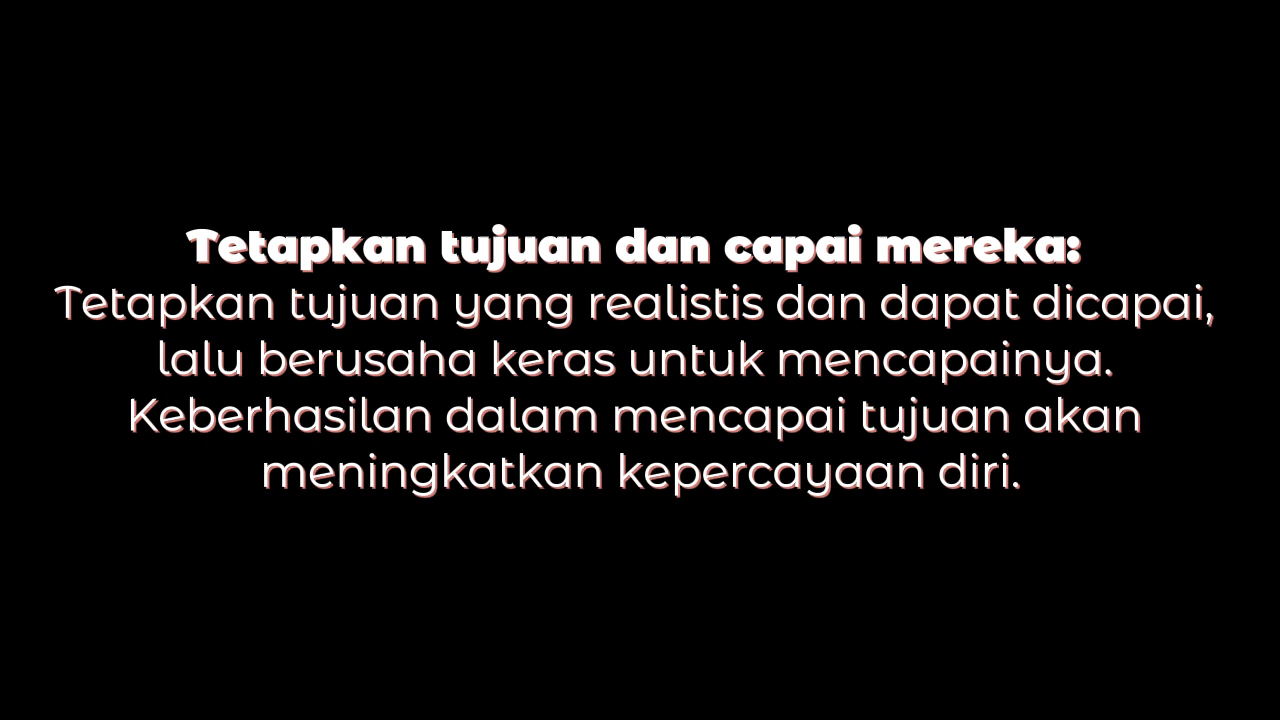 Tetapkan tujuan dan capai mereka:
Tetapkan tujuan yang realistis dan dapat dicapai,
lalu berusaha keras untuk mencapainya.
Keberhasilan dalam mencapai tujuan akan
meningkatkan kepercayaan diri.